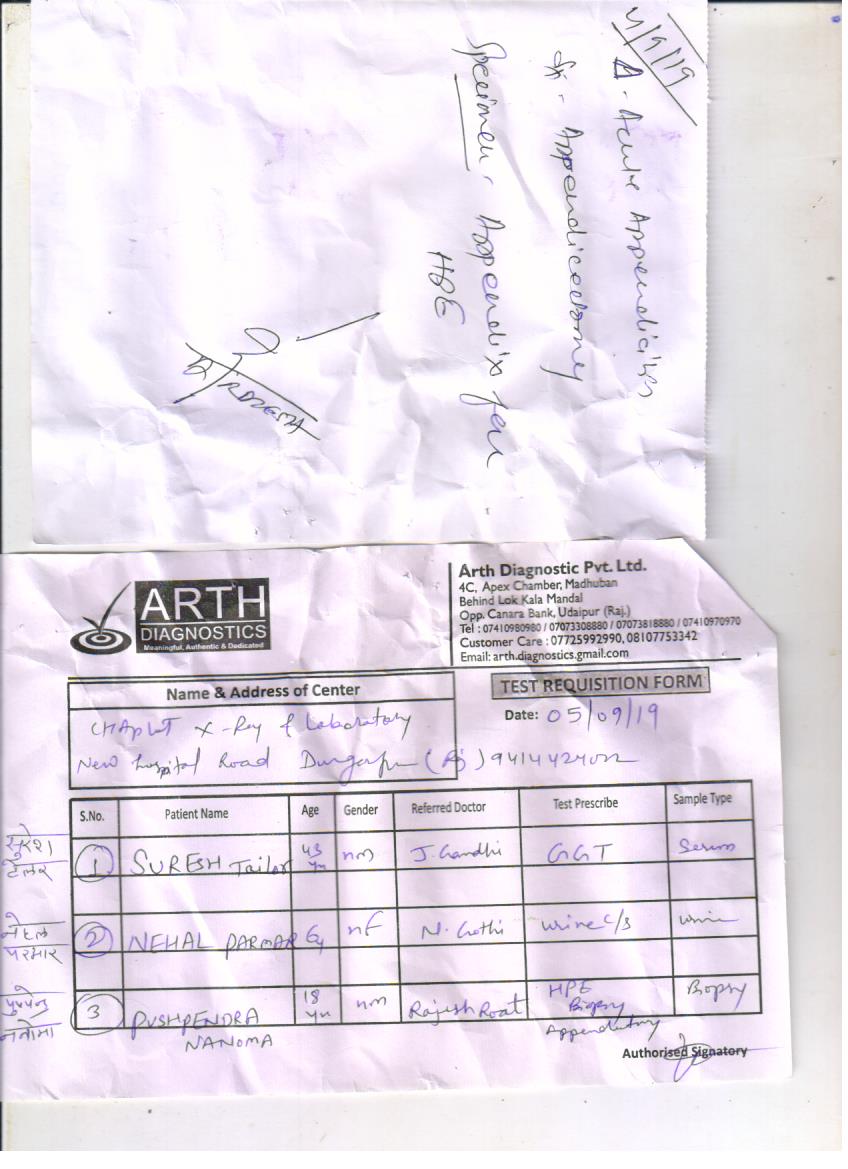 4/9/19
Δ - Acute Appendicitis
Sx - Appendicectomy
Specimen - Appendix for
HPE
ARTH
DIAGNOSTICS
Meaningful, Authentic & Dedicated
Arth Diagnostic Pvt. Ltd.
4C, Apex Chamber, Madhuban
Behind Lok Kala Mandal
Opp. Canara Bank, Udaipur (Raj.)
Tel : 07410980980 / 07073308880 / 07073818880 / 07410970970
Customer Care : 07725992990, 08107753342
Email: arth.diagnostics.gmail.com
Name & Address of Center
TEST REQUISITION FORM
CHAPLOT X-Ray & Laboratory
Date: 05/09/19
New hospital Road Dungarpur (Raj)
S.No. Patient Name Age Gender Referred Doctor Test Prescribe Sample Type
सुरेश
टेलर
1 SURESH Tailor 43 yrs m J. Gandhi GGT Serum
नेहल
परमार
2 NEHAL PARMAR 6y F N. Gothi urine c/s urine
पुष्पेन्द्र
ननोमा
3 PUSHPENDRA NANOMA 18 yrs m Rajesh Roat HPE Biopsy Biopsy
Authorised Signatory